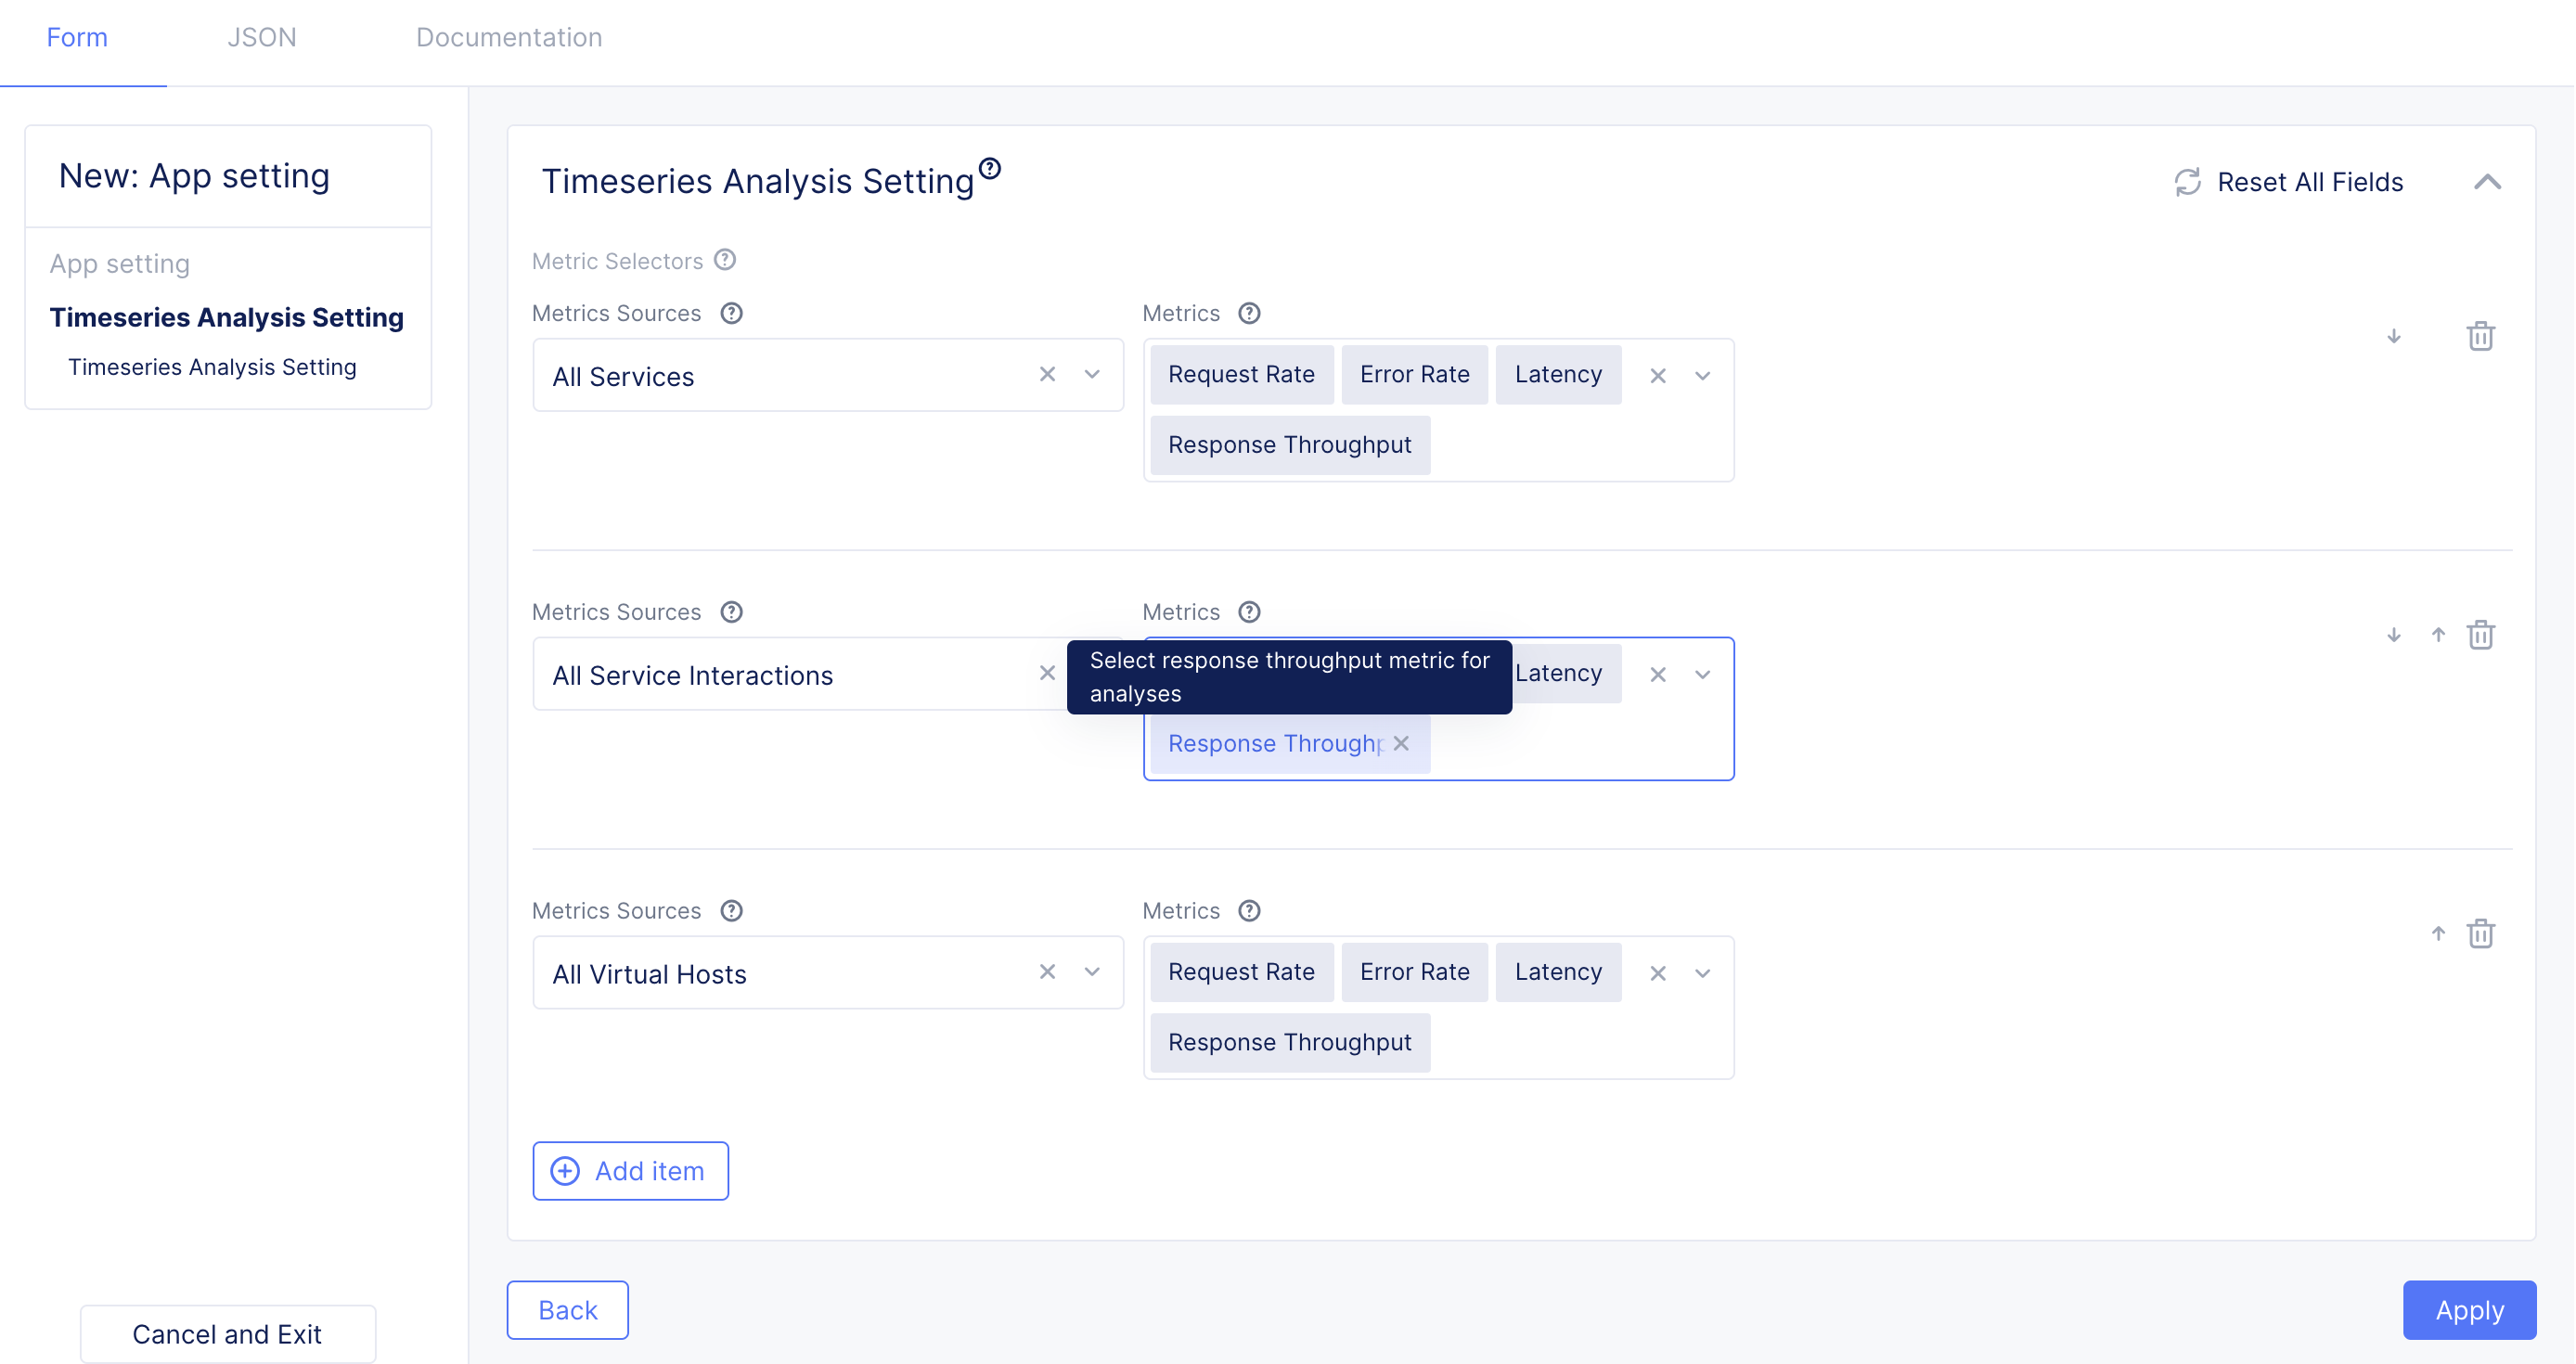 Form
JSON
Documentation
New: App setting
App setting
Timeseries Analysis Setting
Timeseries Analysis Setting
Timeseries Analysis Setting
Reset All Fields
Metric Selectors
Metrics Sources
Metrics
All Services
Request Rate
Error Rate
Latency
Response Throughput
Metrics Sources
Metrics
All Service Interactions
Select response throughput metric for
analyses
Latency
Response Through
Metrics Sources
Metrics
All Virtual Hosts
Request Rate
Error Rate
Latency
Response Throughput
Add item
Back
Apply
Cancel and Exit